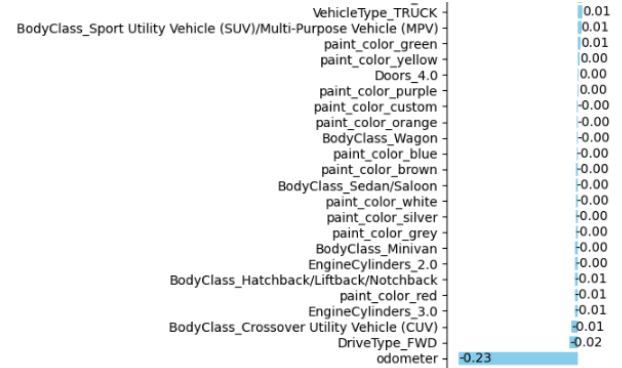 VehicleType_TRUCK 0.01
BodyClass_Sport Utility Vehicle (SUV)/Multi-Purpose Vehicle (MPV) 0.01
paint_color_green 0.01
paint_color_yellow 0.00
Doors_4.0 0.00
paint_color_purple 0.00
paint_color_custom -0.00
paint_color_orange -0.00
BodyClass_Wagon -0.00
paint_color_blue -0.00
paint_color_brown -0.00
BodyClass_Sedan/Saloon -0.00
paint_color_white -0.00
paint_color_silver -0.00
paint_color_grey -0.00
BodyClass_Minivan -0.00
EngineCylinders_2.0 -0.00
BodyClass_Hatchback/Liftback/Notchback -0.01
paint_color_red -0.01
EngineCylinders_3.0 -0.01
BodyClass_Crossover Utility Vehicle (CUV) -0.01
DriveType_FWD -0.02
odometer -0.23